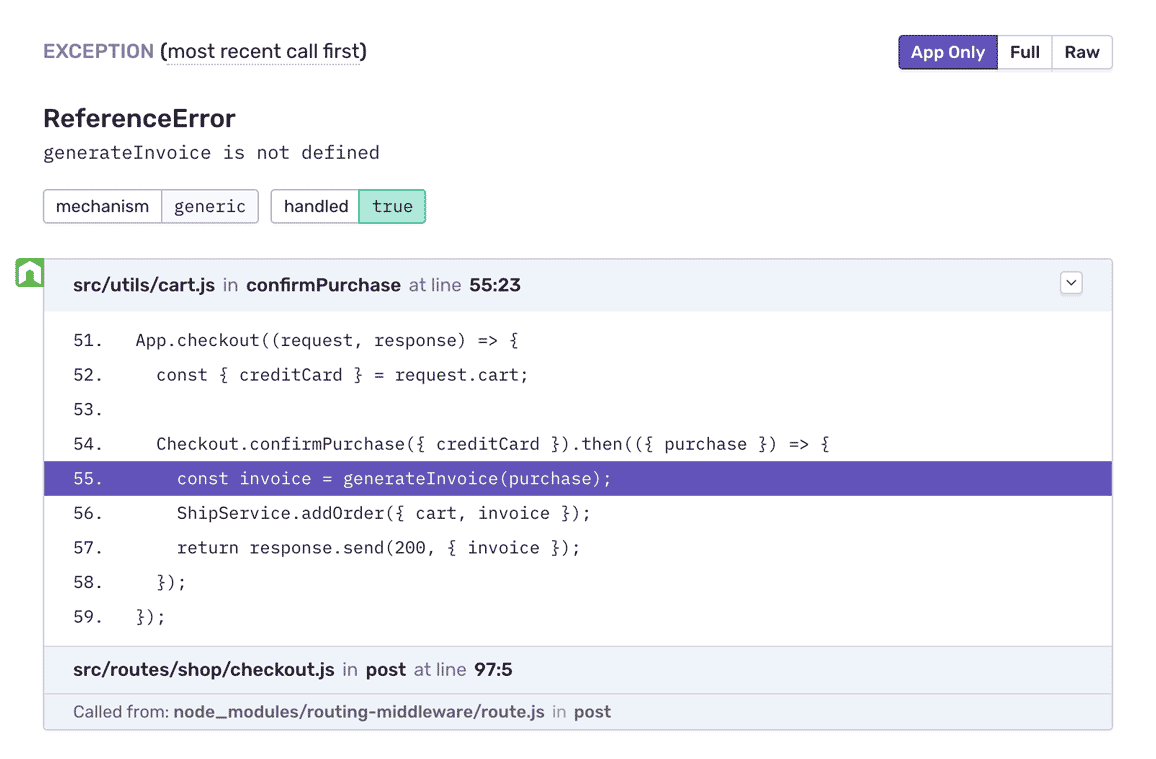 EXCEPTION (most recent call first)
App Only Full Raw
ReferenceError
generateInvoice is not defined
mechanism generic handled true
src/utils/cart.js in confirmPurchase at line 55:23
51. App.checkout((request, response) => {
52. const { creditCard } = request.cart;
53.
54. Checkout.confirmPurchase({ creditCard }).then(({ purchase }) => {
55. const invoice = generateInvoice(purchase);
56. ShipService.addOrder({ cart, invoice });
57. return response.send(200, { invoice });
58. });
59. });
src/routes/shop/checkout.js in post at line 97:5
Called from: node_modules/routing-middleware/route.js in post